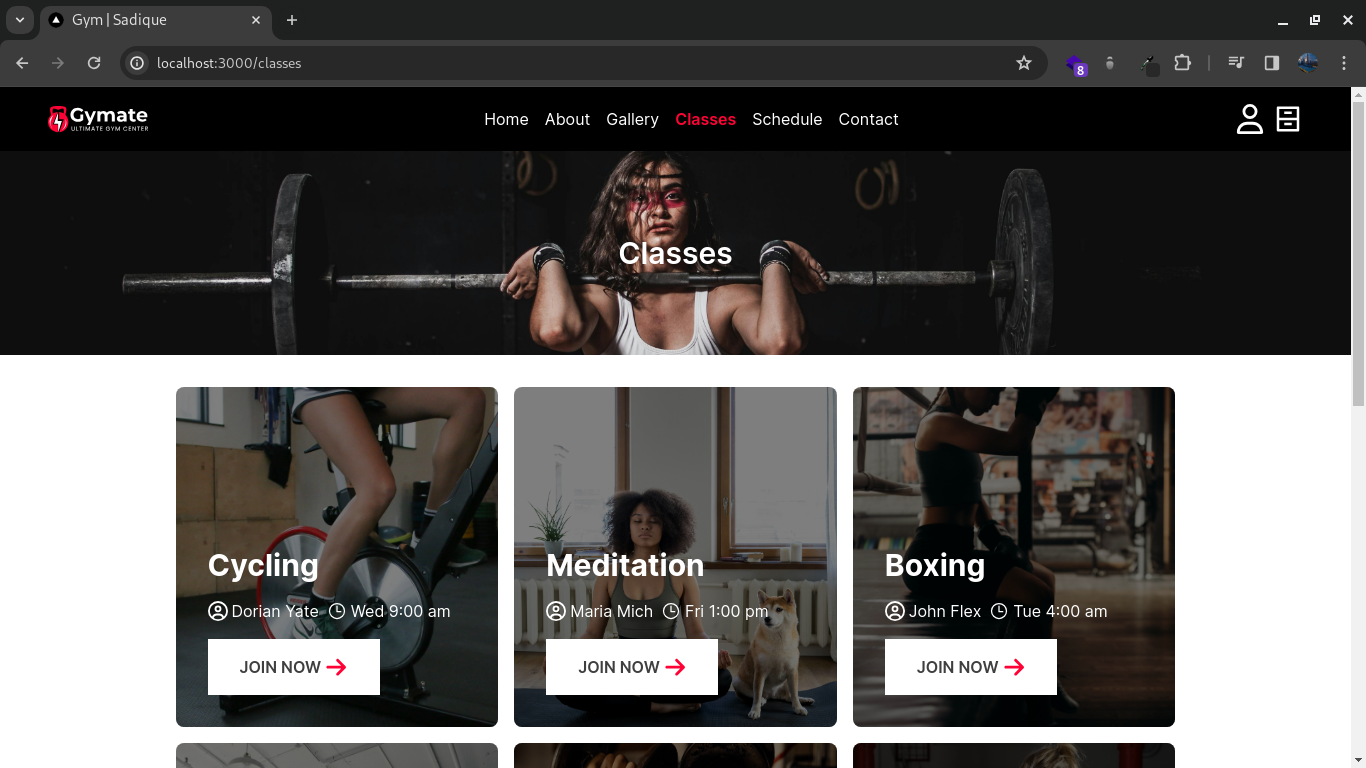 Gym | Sadique
localhost:3000/classes
8
Gymate
ULTIMATE GYM CENTER
Home About Gallery Classes Schedule Contact
Classes
Cycling
Dorian Yate Wed 9:00 am
JOIN NOW
Meditation
Maria Mich Fri 1:00 pm
JOIN NOW
Boxing
John Flex Tue 4:00 am
JOIN NOW